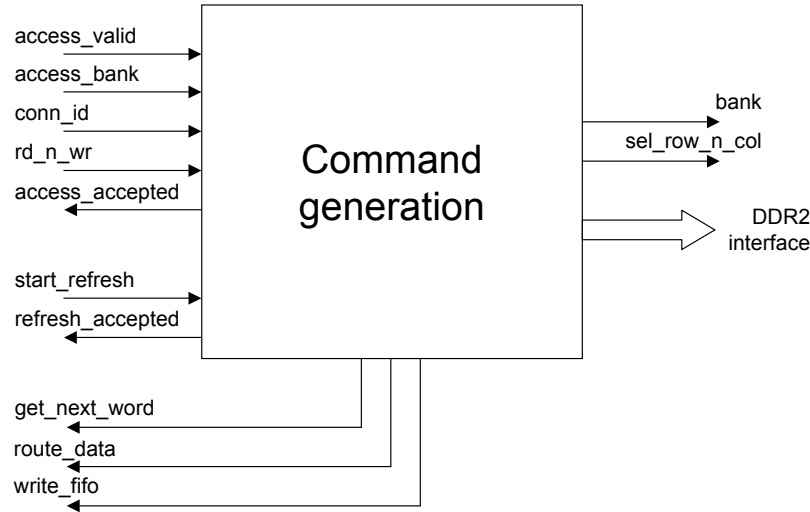 access_valid
access_bank
conn_id
rd_n_wr
access_accepted
start_refresh
refresh_accepted
get_next_word
route_data
write_fifo
Command
generation
bank
sel_row_n_col
DDR2
interface